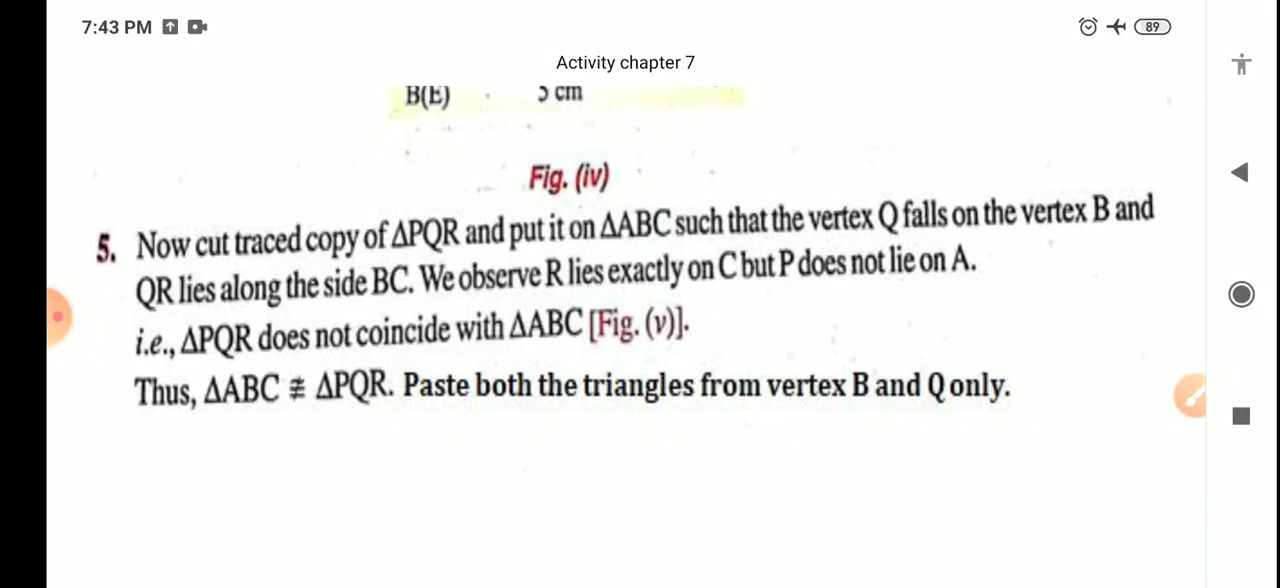 7:43 PM
89
Activity chapter 7
B(E) 5 cm
Fig. (iv)
5. Now cut traced copy of ΔPQR and put it on ΔABC such that the vertex Q falls on the vertex B and
QR lies along the side BC. We observe R lies exactly on C but P does not lie on A.
i.e., ΔPQR does not coincide with ΔABC [Fig. (v)].
Thus, ΔABC ≇ ΔPQR. Paste both the triangles from vertex B and Q only.